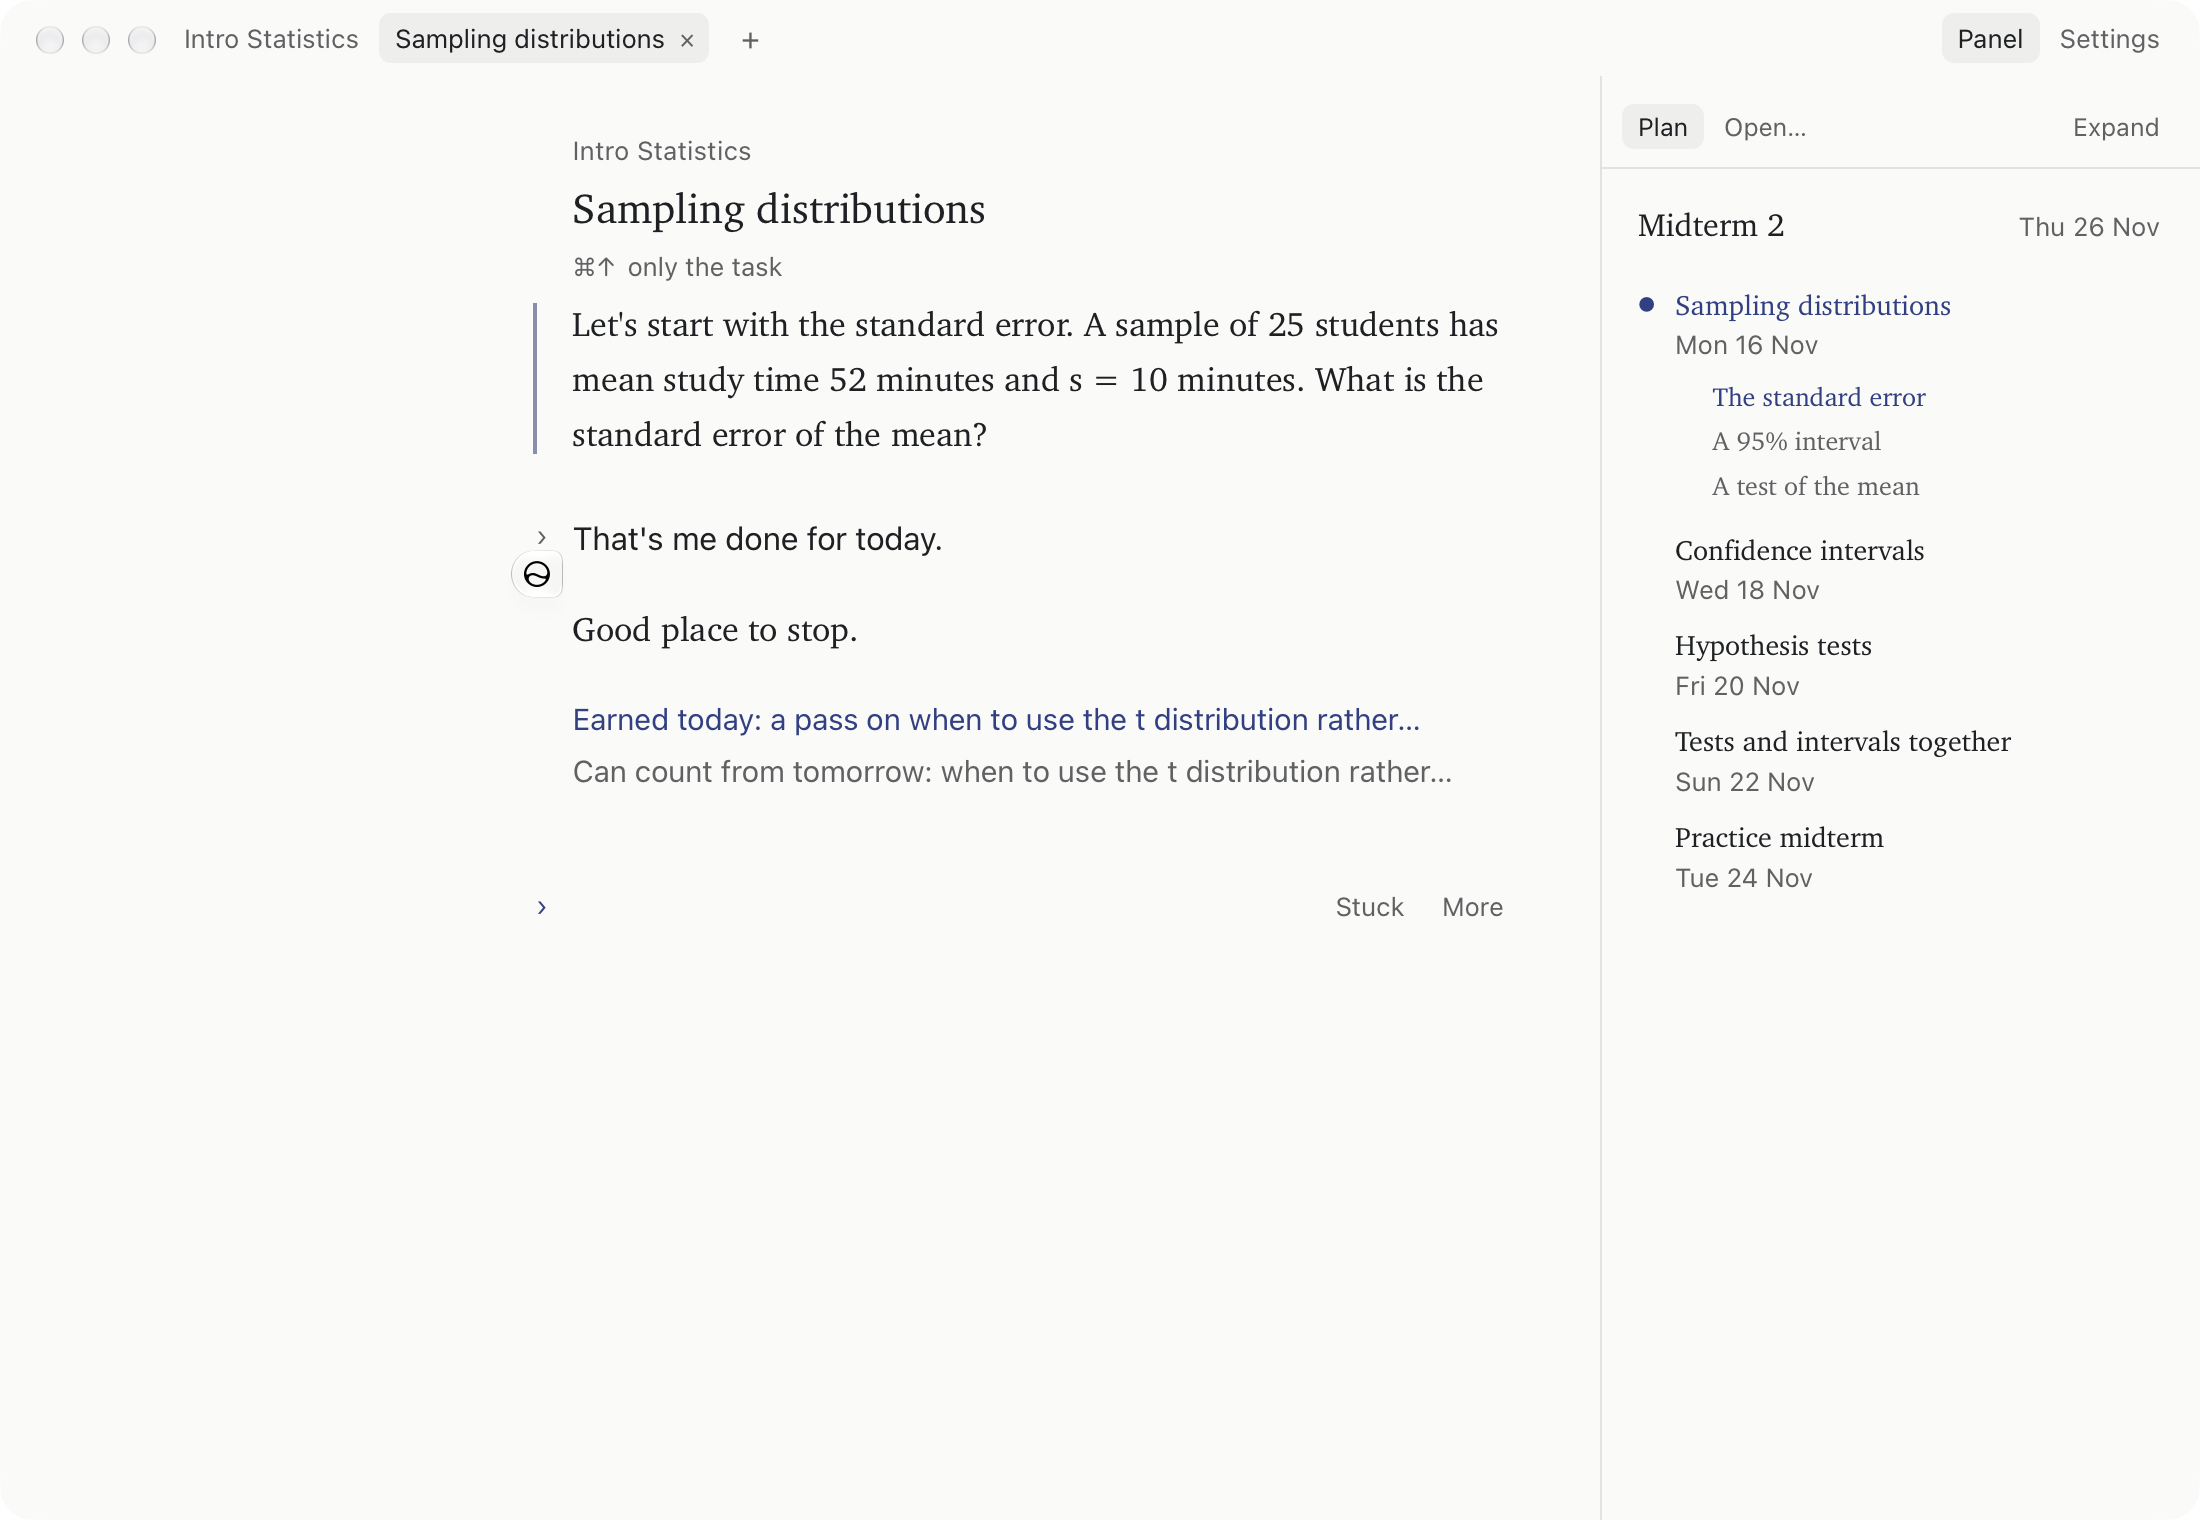 Intro Statistics
Sampling distributions ×
+
Panel
Settings
Intro Statistics
Sampling distributions
⌘↑ only the task
Let's start with the standard error. A sample of 25 students has
mean study time 52 minutes and s = 10 minutes. What is the
standard error of the mean?
› That's me done for today.
Good place to stop.
Earned today: a pass on when to use the t distribution rather...
Can count from tomorrow: when to use the t distribution rather...
›
Stuck
More
Plan
Open...
Expand
Midterm 2
Thu 26 Nov
Sampling distributions
Mon 16 Nov
The standard error
A 95% interval
A test of the mean
Confidence intervals
Wed 18 Nov
Hypothesis tests
Fri 20 Nov
Tests and intervals together
Sun 22 Nov
Practice midterm
Tue 24 Nov